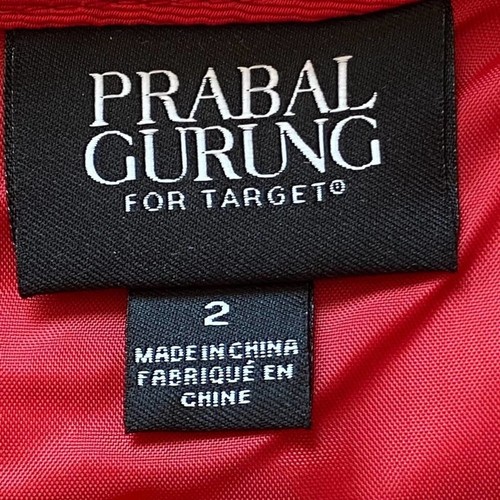 PRABAL
GURUNG
FOR TARGET®
2
MADE IN CHINA
FABRIQUÉ EN
CHINE